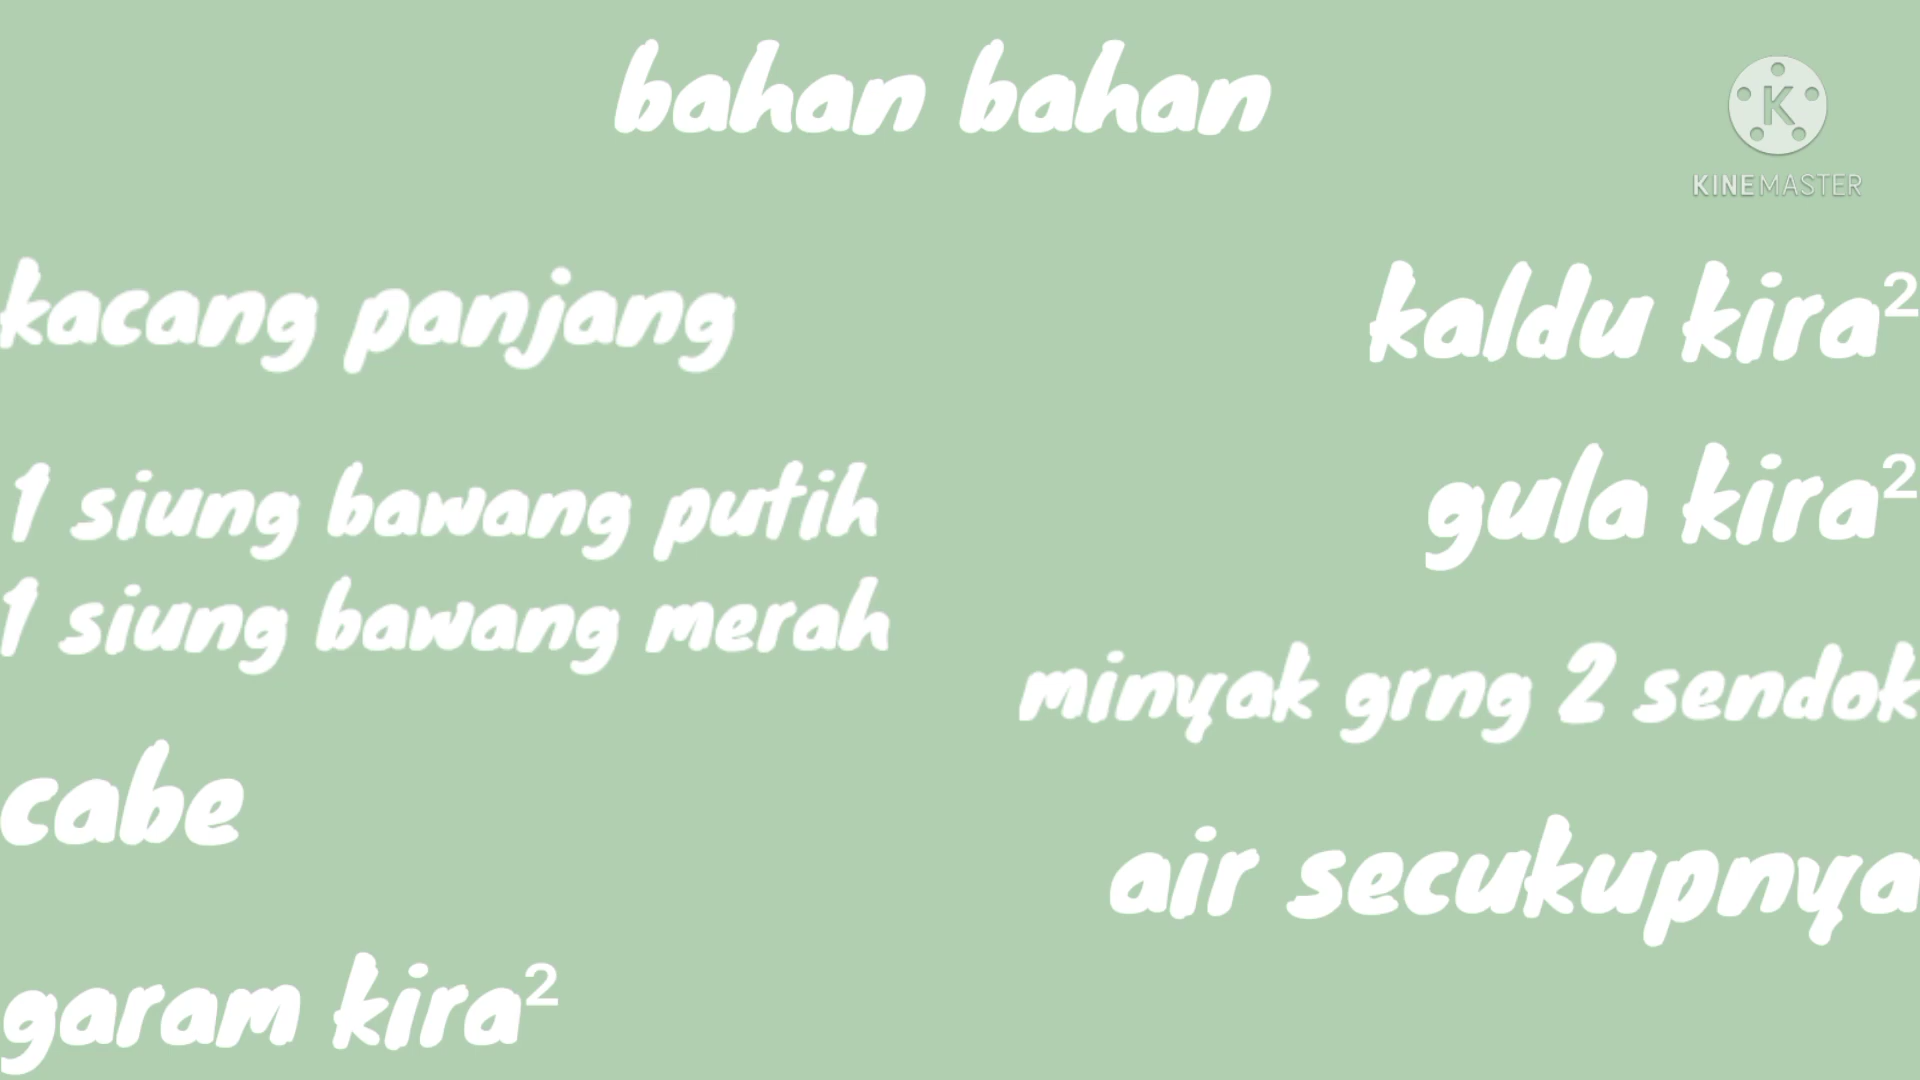 bahan bahan
KINEMASTER
kacang panjang
1 siung bawang putih
1 siung bawang merah
cabe
garam kira²
kaldu kira²
gula kira²
minyak grng 2 sendok
air secukupnya